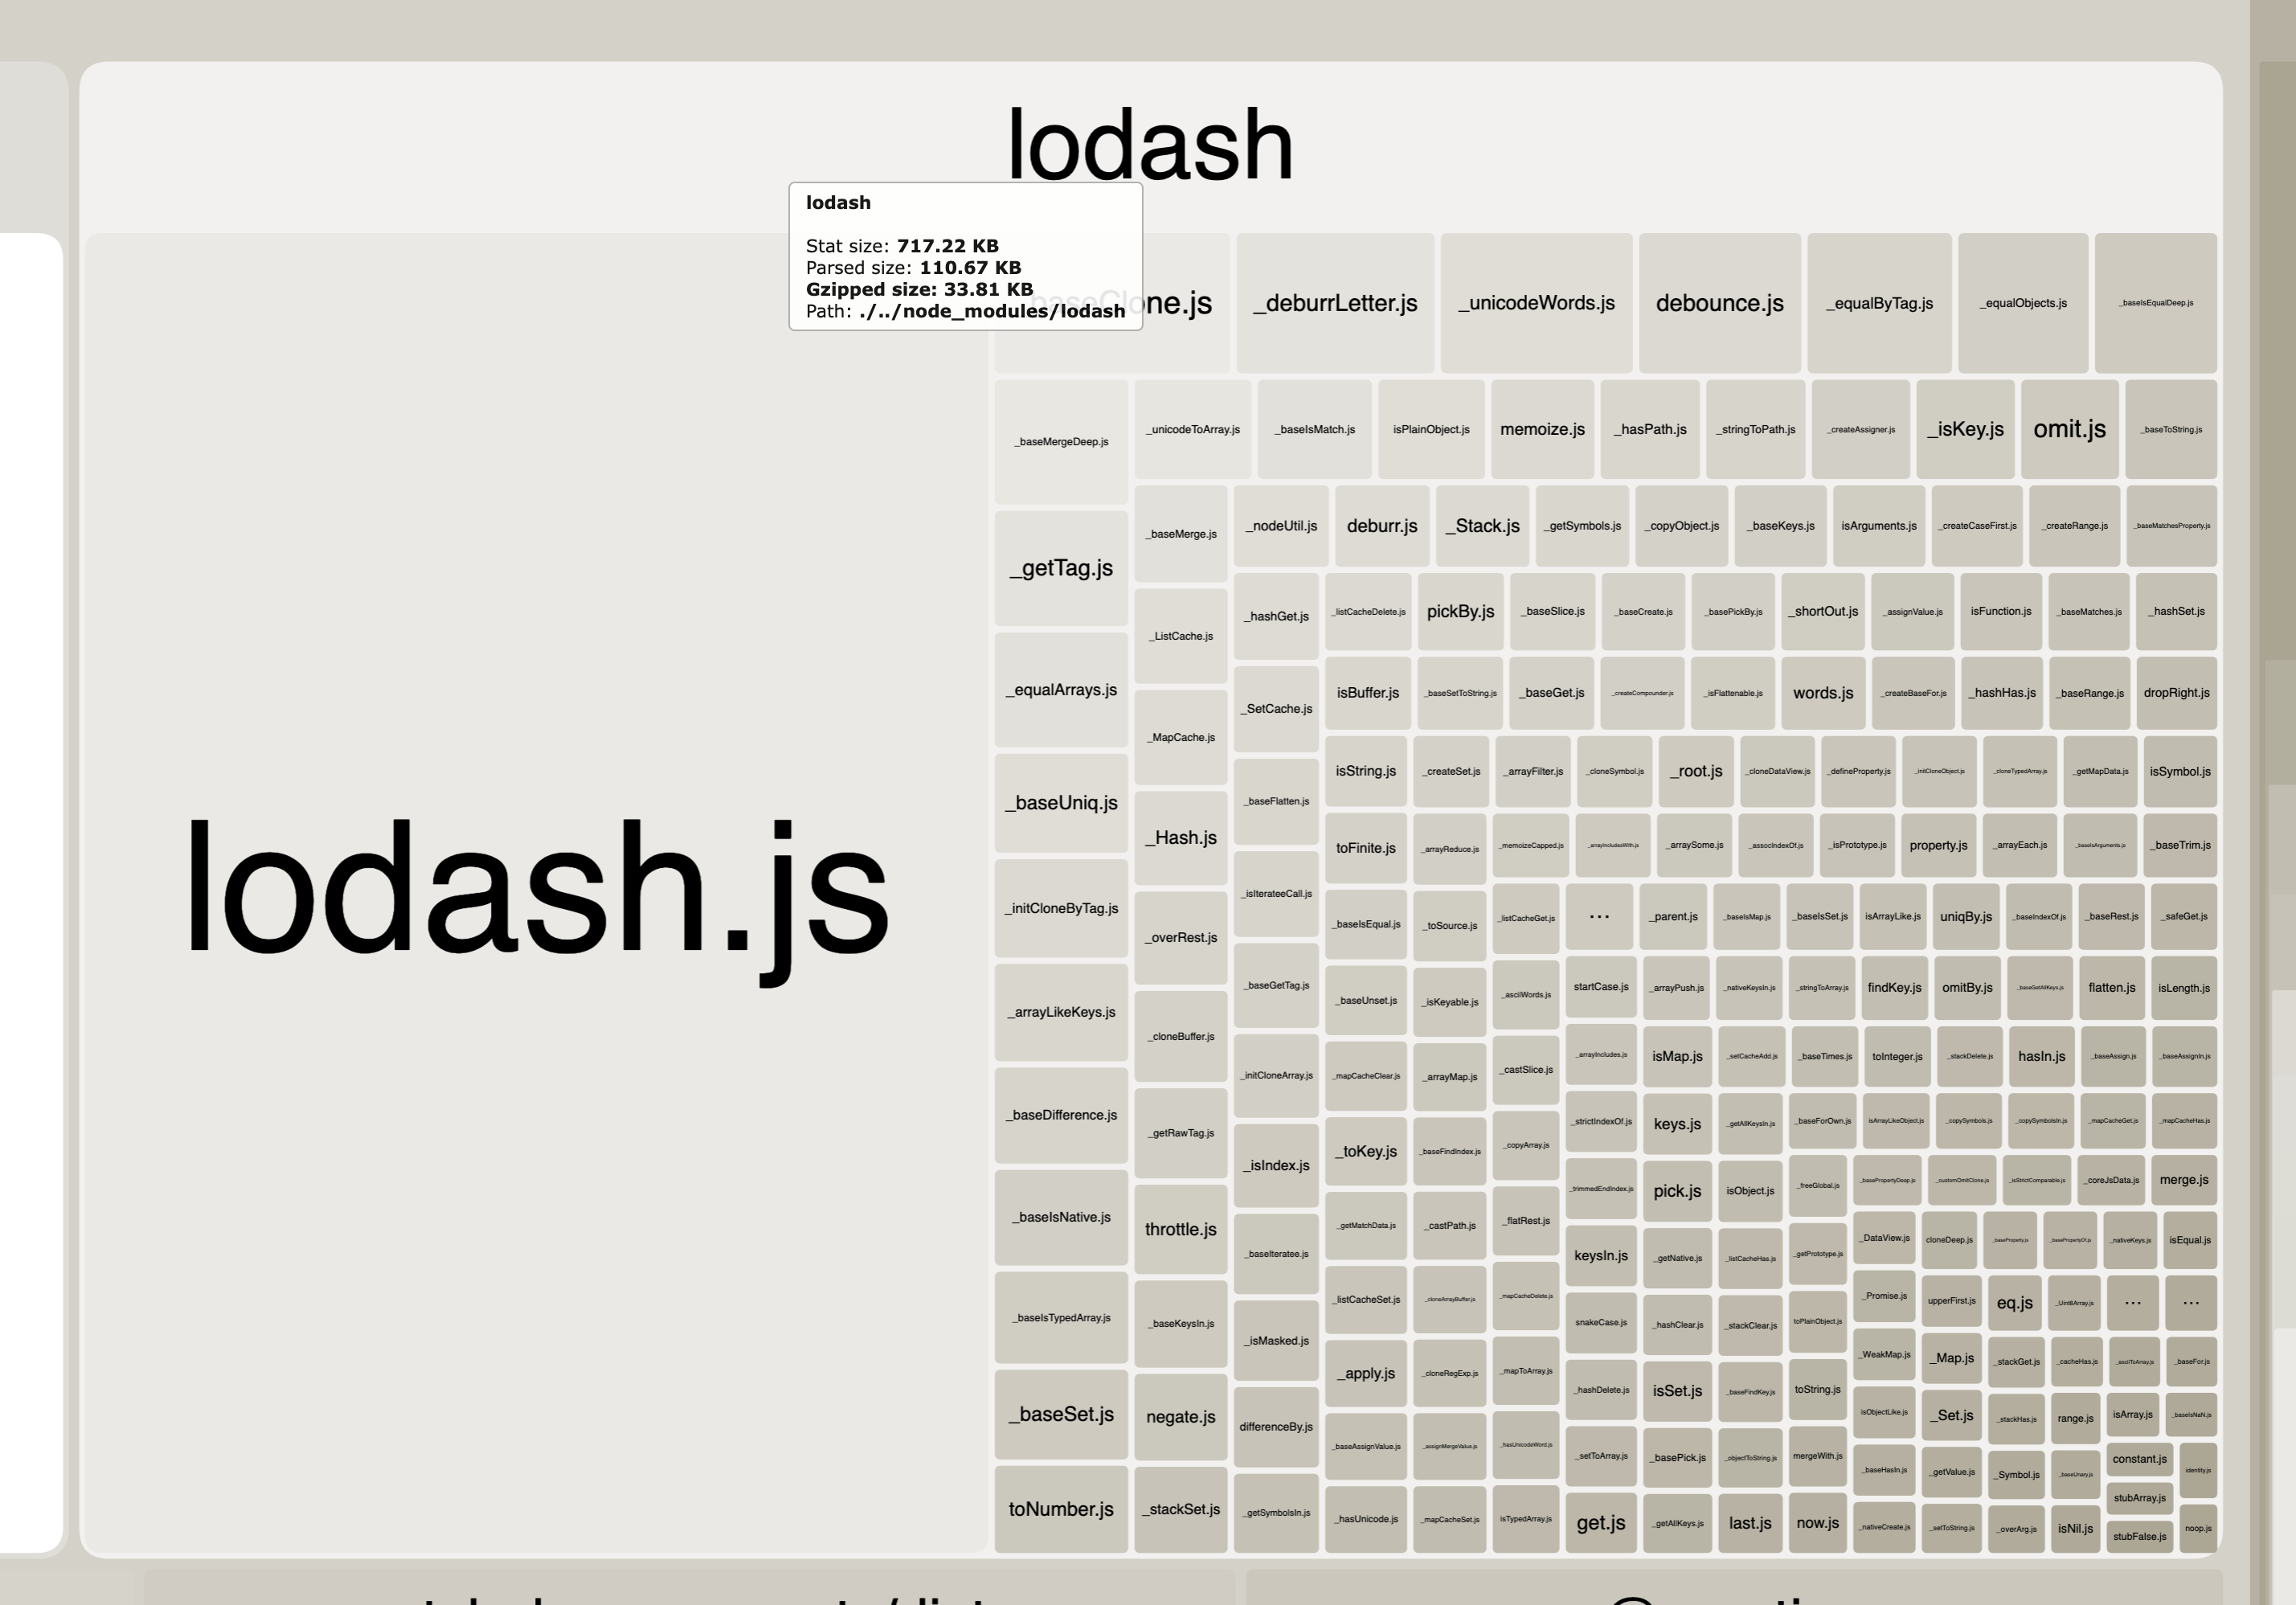 lodash
lodash
Stat size: 717.22 KB
Parsed size: 110.67 KB
Gzipped size: 33.81 KB
Path: ./../node_modules/lodash
lodash.js
_baseClone.js
_deburrLetter.js
_unicodeWords.js
debounce.js
_equalByTag.js
_equalObjects.js
_baseIsEqualDeep.js
_baseMergeDeep.js
_unicodeToArray.js
_baseIsMatch.js
isPlainObject.js
memoize.js
_hasPath.js
_stringToPath.js
_createAssigner.js
_isKey.js
omit.js
_baseToString.js
_getTag.js
_baseMerge.js
_nodeUtil.js
deburr.js
_Stack.js
_getSymbols.js
_copyObject.js
_baseKeys.js
isArguments.js
_createCaseFirst.js
_createRange.js
_baseMatchesProperty.js
_ListCache.js
_hashGet.js
_listCacheDelete.js
pickBy.js
_baseSlice.js
_baseCreate.js
_basePickBy.js
_shortOut.js
_assignValue.js
isFunction.js
_baseMatches.js
_hashSet.js
_equalArrays.js
_MapCache.js
_SetCache.js
isBuffer.js
_baseSetToString.js
_baseGet.js
_createCompounder.js
_isFlattenable.js
words.js
_createBaseFor.js
_hashHas.js
_baseRange.js
dropRight.js
_baseUniq.js
_Hash.js
_baseFlatten.js
isString.js
_createSet.js
_arrayFilter.js
_cloneSymbol.js
_root.js
_cloneDataView.js
_defineProperty.js
_initCloneObject.js
_cloneTypedArray.js
_getMapData.js
isSymbol.js
toFinite.js
_arrayReduce.js
_memoizeCapped.js
_arrayIncludesWith.js
_arraySome.js
_assocIndexOf.js
_isPrototype.js
property.js
_arrayEach.js
_baseIsArguments.js
_baseTrim.js
_initCloneByTag.js
_overRest.js
_isIterateeCall.js
_baseIsEqual.js
_toSource.js
_listCacheGet.js
…
_parent.js
_baseIsMap.js
_baseIsSet.js
isArrayLike.js
uniqBy.js
_baseIndexOf.js
_baseRest.js
_safeGet.js
_arrayLikeKeys.js
_cloneBuffer.js
_baseGetTag.js
_baseUnset.js
_isKeyable.js
_asciiWords.js
startCase.js
_arrayPush.js
_nativeKeysIn.js
_stringToArray.js
findKey.js
omitBy.js
_baseGetAllKeys.js
flatten.js
isLength.js
_initCloneArray.js
_mapCacheClear.js
_arrayMap.js
_castSlice.js
_arrayIncludes.js
isMap.js
_setCacheAdd.js
_baseTimes.js
toInteger.js
_stackDelete.js
hasIn.js
_baseAssign.js
_baseAssignIn.js
_baseDifference.js
_getRawTag.js
_isIndex.js
_toKey.js
_baseFindIndex.js
_copyArray.js
_strictIndexOf.js
keys.js
_getAllKeysIn.js
_baseForOwn.js
isArrayLikeObject.js
_copySymbols.js
_copySymbolsIn.js
_mapCacheGet.js
_mapCacheHas.js
_trimmedEndIndex.js
pick.js
isObject.js
_freeGlobal.js
_basePropertyDeep.js
_customOmitClone.js
_isStrictComparable.js
_coreJsData.js
merge.js
_baseIsNative.js
throttle.js
_baseIteratee.js
_getMatchData.js
_castPath.js
_flatRest.js
keysIn.js
_getNative.js
_listCacheHas.js
_getPrototype.js
_DataView.js
cloneDeep.js
_baseProperty.js
_basePropertyOf.js
_nativeKeys.js
isEqual.js
_baseIsTypedArray.js
_baseKeysIn.js
_isMasked.js
_listCacheSet.js
_cloneArrayBuffer.js
_mapCacheDelete.js
snakeCase.js
_hashClear.js
_stackClear.js
toPlainObject.js
_Promise.js
upperFirst.js
eq.js
_Uint8Array.js
…
…
_WeakMap.js
_Map.js
_stackGet.js
_cacheHas.js
_asciiToArray.js
_baseFor.js
_baseSet.js
negate.js
differenceBy.js
_apply.js
_cloneRegExp.js
_mapToArray.js
_hashDelete.js
isSet.js
_baseFindKey.js
toString.js
isObjectLike.js
_Set.js
_stackHas.js
range.js
isArray.js
_baseIsNaN.js
_baseAssignValue.js
_assignMergeValue.js
_hasUnicodeWord.js
_setToArray.js
_basePick.js
_objectToString.js
mergeWith.js
_baseHasIn.js
_getValue.js
_Symbol.js
_baseUnary.js
constant.js
identity.js
stubArray.js
toNumber.js
_stackSet.js
_getSymbolsIn.js
_hasUnicode.js
_mapCacheSet.js
isTypedArray.js
get.js
_getAllKeys.js
last.js
now.js
_nativeCreate.js
_setToString.js
_overArg.js
isNil.js
stubFalse.js
noop.js